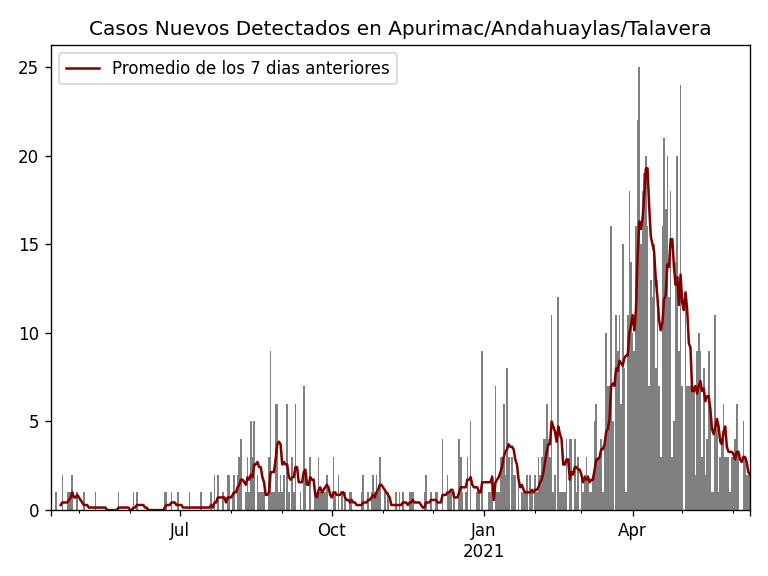 Casos Nuevos Detectados en Apurimac/Andahuaylas/Talavera
Promedio de los 7 dias anteriores
25
20
15
10
5
0
Jul
Oct
Jan
2021
Apr